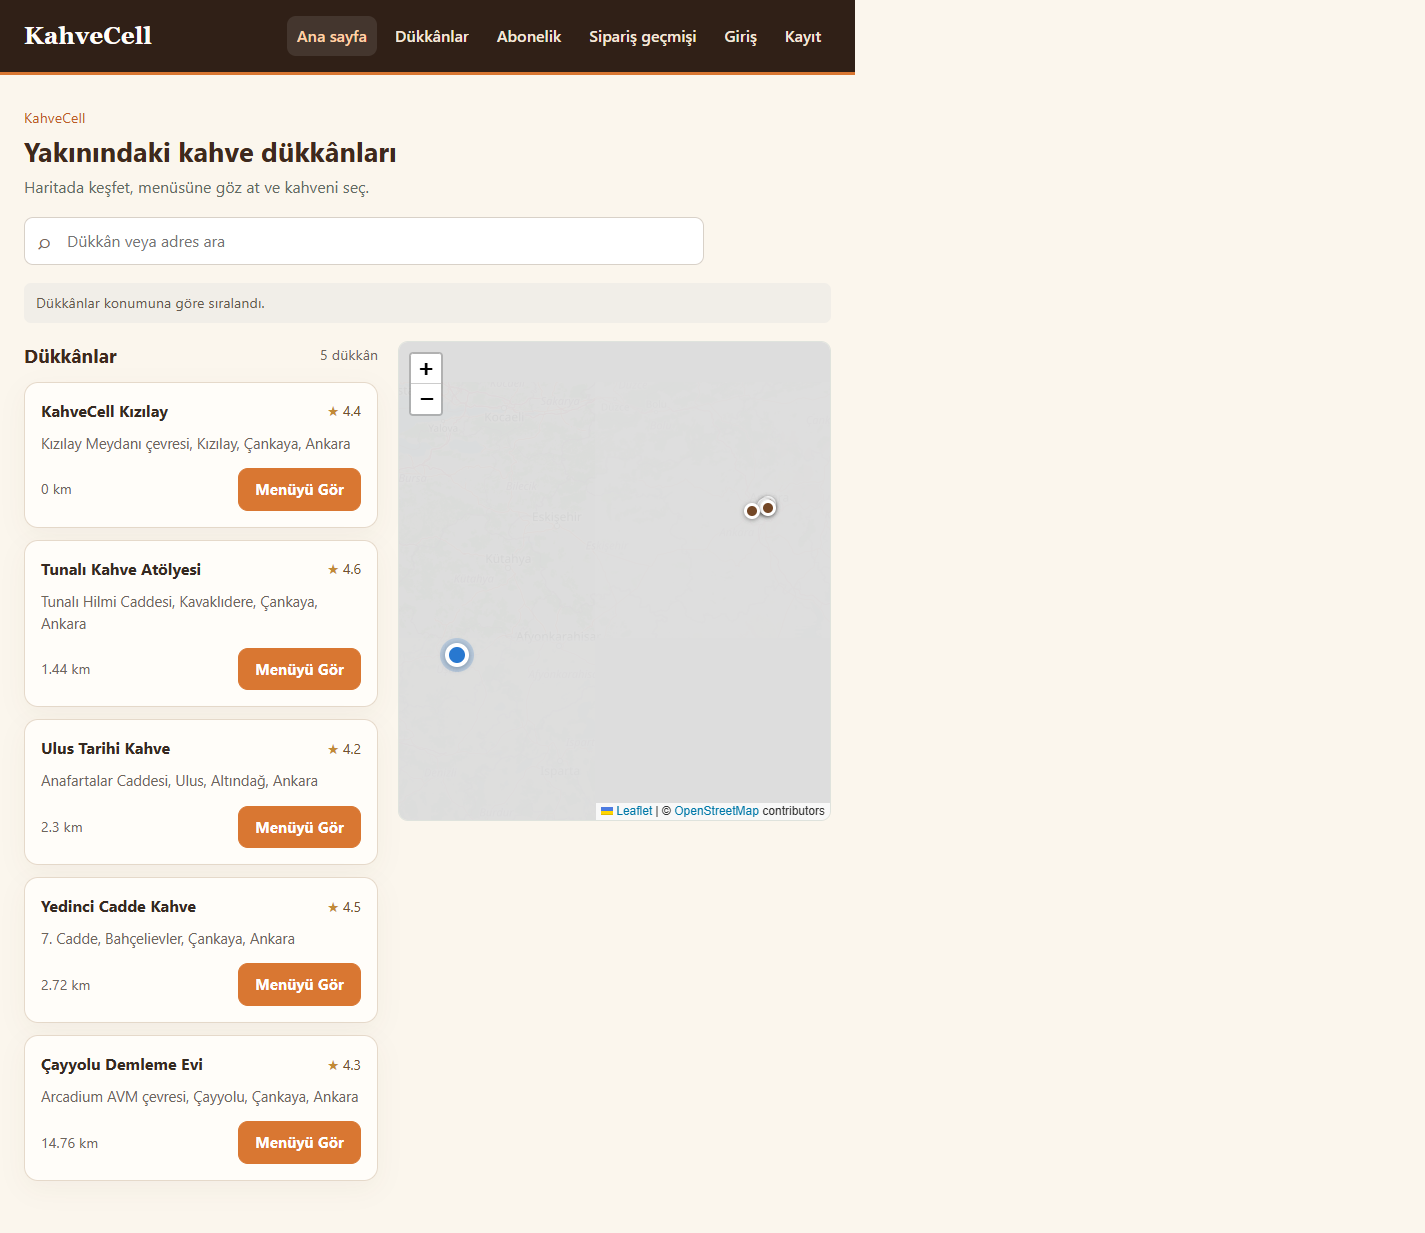 KahveCell
Ana sayfa
Dükkânlar
Abonelik
Sipariş geçmişi
Giriş
Kayıt
KahveCell
Yakınındaki kahve dükkânları
Haritada keşfet, menüsüne göz at ve kahveni seç.
Dükkân veya adres ara
Dükkânlar konumuna göre sıralandı.
Dükkânlar
5 dükkân
KahveCell Kızılay
★ 4.4
Kızılay Meydanı çevresi, Kızılay, Çankaya, Ankara
0 km
Menüyü Gör
Tunalı Kahve Atölyesi
★ 4.6
Tunalı Hilmi Caddesi, Kavaklıdere, Çankaya,
Ankara
1.44 km
Menüyü Gör
Ulus Tarihi Kahve
★ 4.2
Anafartalar Caddesi, Ulus, Altındağ, Ankara
2.3 km
Menüyü Gör
Yedinci Cadde Kahve
★ 4.5
7. Cadde, Bahçelievler, Çankaya, Ankara
2.72 km
Menüyü Gör
Çayyolu Demleme Evi
★ 4.3
Arcadium AVM çevresi, Çayyolu, Çankaya, Ankara
14.76 km
Menüyü Gör
+
−
Eskişehir
Kütahya
Afyonkarahisar
Leaflet | © OpenStreetMap contributors